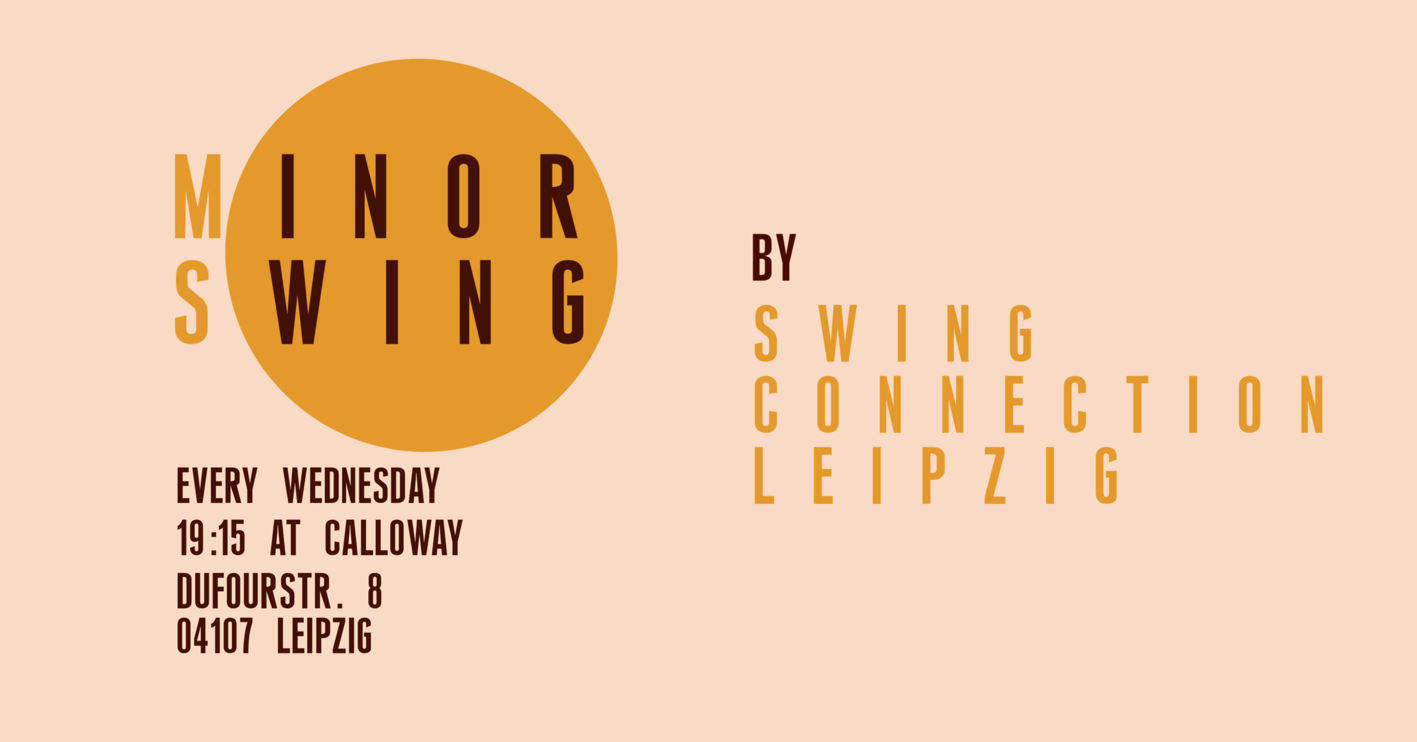 MINOR
SWING
EVERY WEDNESDAY
19:15 AT CALLOWAY
DUFOURSTR. 8
04107 LEIPZIG
BY
SWING
CONNECTION
LEIPZIG